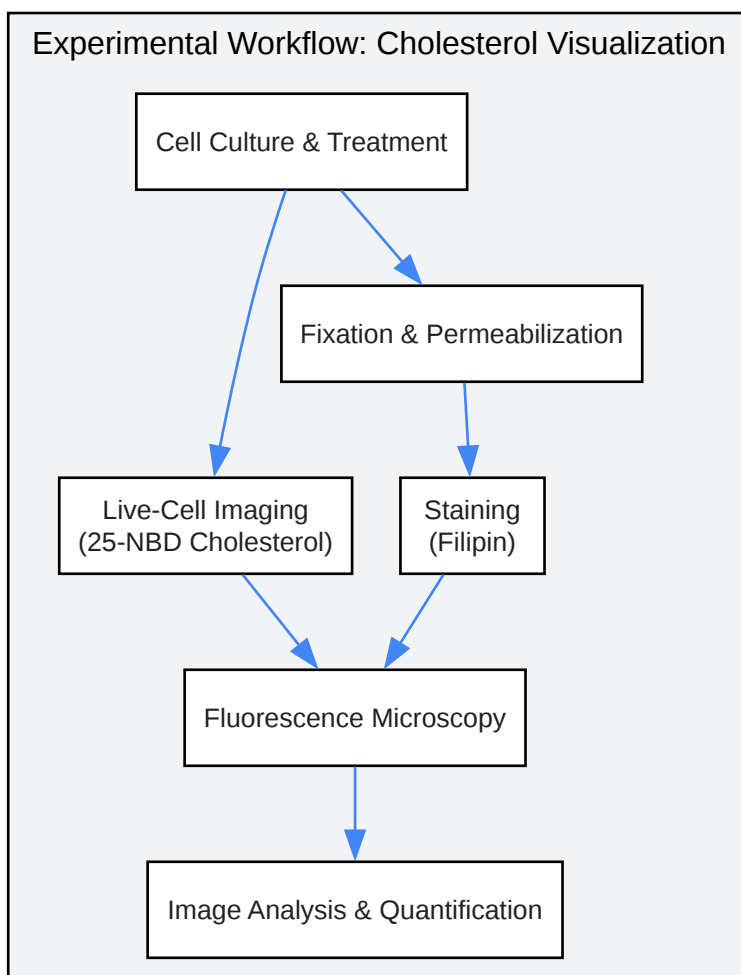 Experimental Workflow: Cholesterol Visualization
Cell Culture & Treatment
Fixation & Permeabilization
Live-Cell Imaging
(25-NBD Cholesterol)
Staining
(Filipin)
Fluorescence Microscopy
Image Analysis & Quantification